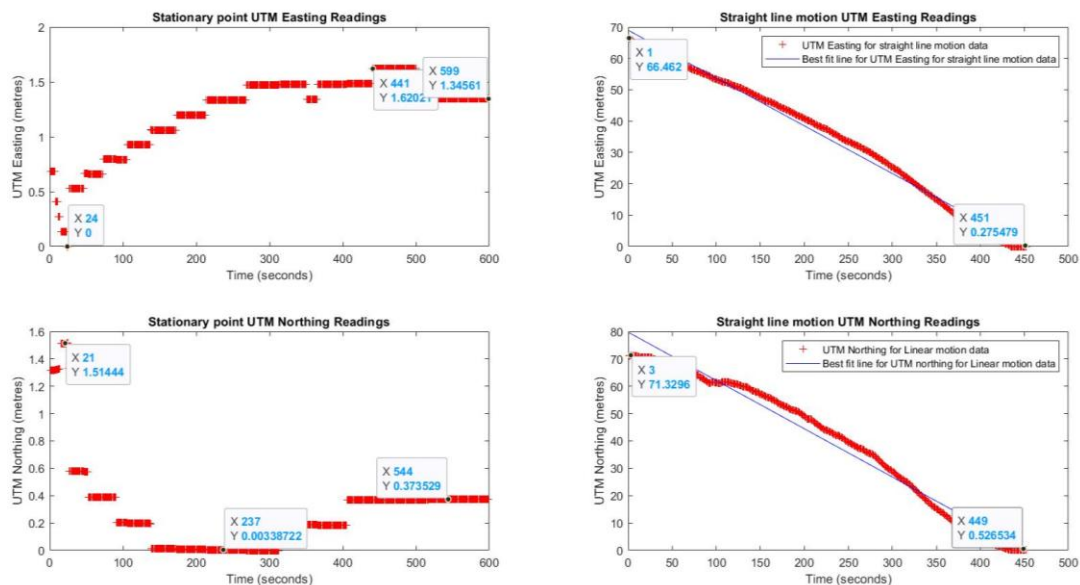 Stationary point UTM Easting Readings
2
1.5
1
0.5
0
UTM Easting (metres)
X 24
Y 0
X 441
Y 1.62021
X 599
Y 1.34561
0 100 200 300 400 500 600
Time (seconds)
Straight line motion UTM Easting Readings
70
60
50
40
30
20
10
0
UTM Easting (metres)
X 1
Y 66.462
UTM Easting for straight line motion data
Best fit line for UTM Easting for straight line motion data
X 451
Y 0.275479
0 50 100 150 200 250 300 350 400 450 500
Time (seconds)
Stationary point UTM Northing Readings
1.6
1.4
1.2
1
0.8
0.6
0.4
0.2
0
UTM Northing (metres)
X 21
Y 1.51444
X 544
Y 0.373529
X 237
Y 0.00338722
0 100 200 300 400 500 600
Time (seconds)
Straight line motion UTM Northing Readings
80
70
60
50
40
30
20
10
0
UTM Northing (metres)
X 3
Y 71.3296
UTM Northing for Linear motion data
Best fit line for UTM northing for Linear motion data
X 449
Y 0.526534
0 50 100 150 200 250 300 350 400 450 500
Time (seconds)